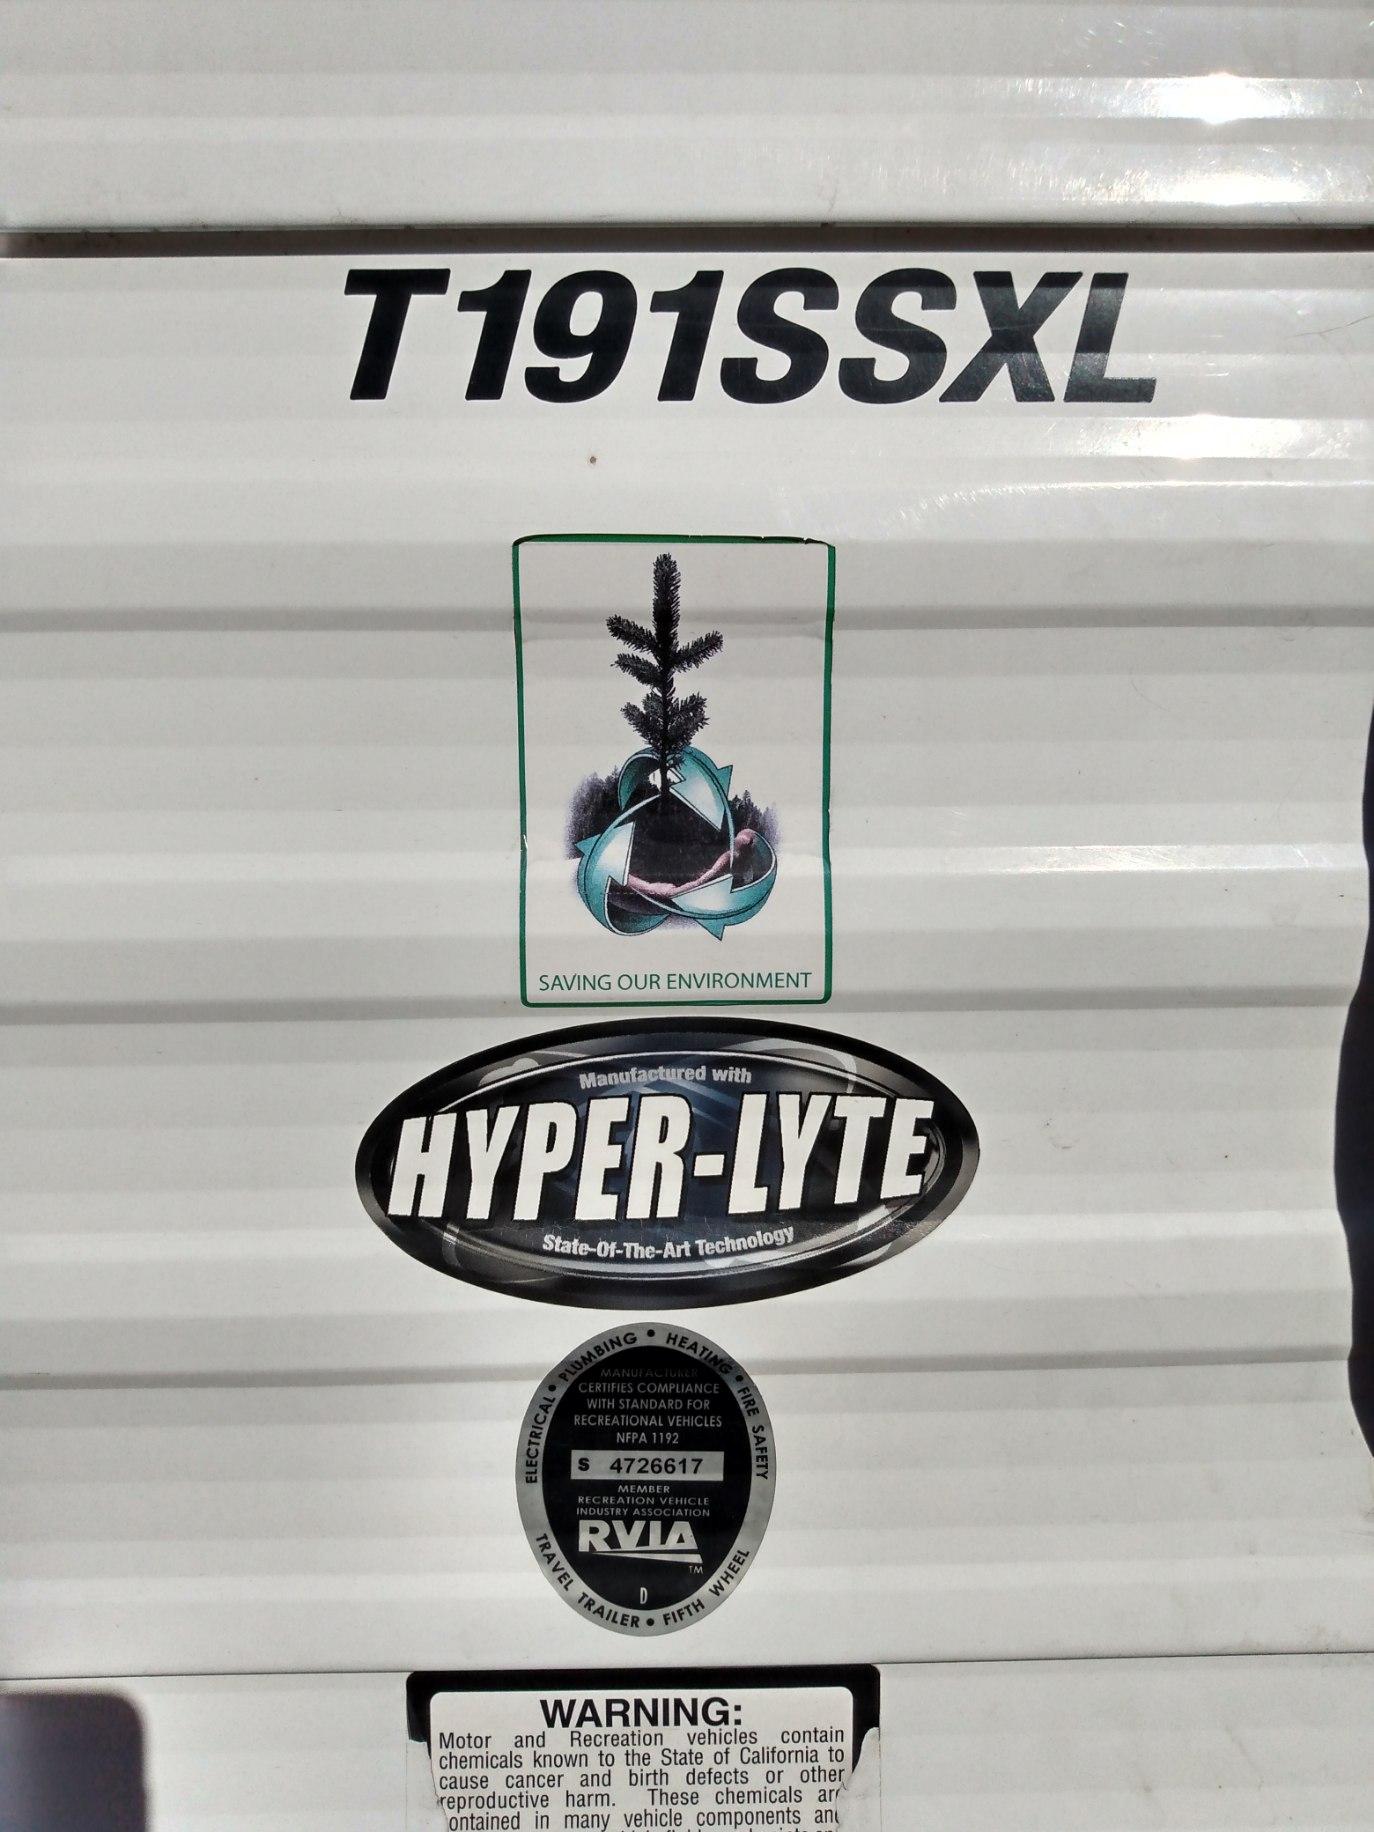 T191SSXL
SAVING OUR ENVIRONMENT
Manufactured with
HYPER-LYTE
State-Of-The-Art Technology
ELECTRICAL • PLUMBING • HEATING • FIRE SAFETY
MANUFACTURER
CERTIFIES COMPLIANCE
WITH STANDARD FOR
RECREATIONAL VEHICLES
NFPA 1192
S 4726617
MEMBER
RECREATION VEHICLE
INDUSTRY ASSOCIATION
RVIA
TM
D
TRAVEL TRAILER • FIFTH WHEEL
WARNING:
Motor and Recreation vehicles contain
chemicals known to the State of California to
cause cancer and birth defects or other
reproductive harm. These chemicals are
ontained in many vehicle components and